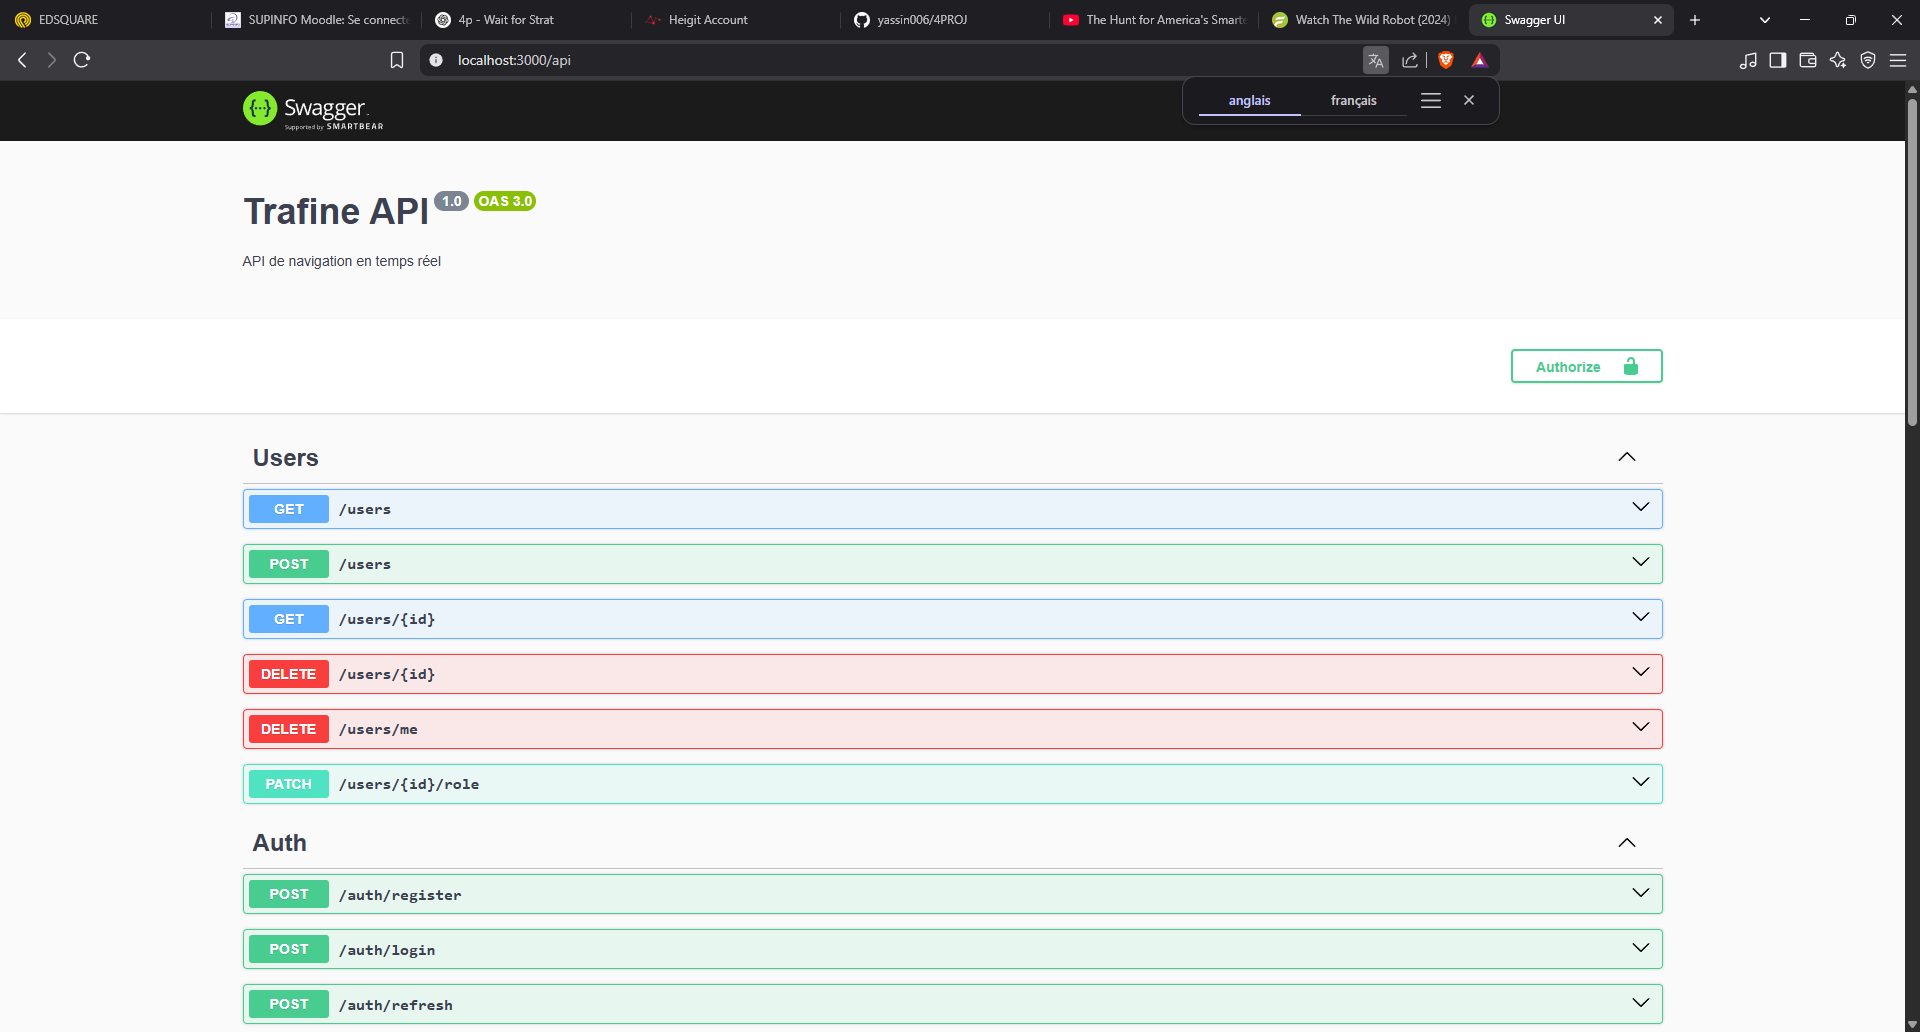 EDSQUARE
SUPINFO Moodle: Se connecte
4p - Wait for Strat
Heigit Account
yassin006/4PROJ
The Hunt for America's Smarte
Watch The Wild Robot (2024)
Swagger UI
localhost:3000/api
anglais
français
Swagger
Supported by SMARTBEAR
Trafine API 1.0 OAS 3.0
API de navigation en temps réel
Authorize
Users
GET /users
POST /users
GET /users/{id}
DELETE /users/{id}
DELETE /users/me
PATCH /users/{id}/role
Auth
POST /auth/register
POST /auth/login
POST /auth/refresh